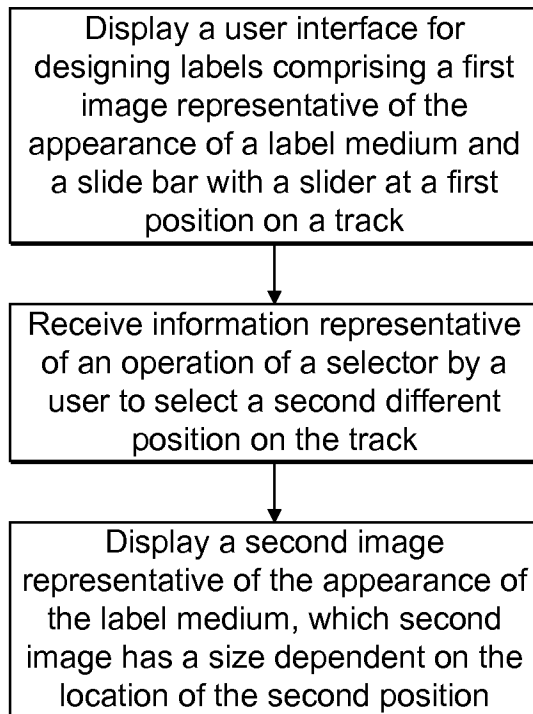 Display a user interface for
designing labels comprising a first
image representative of the
appearance of a label medium and
a slide bar with a slider at a first
position on a track
Receive information representative
of an operation of a selector by a
user to select a second different
position on the track
Display a second image
representative of the appearance of
the label medium, which second
image has a size dependent on the
location of the second position